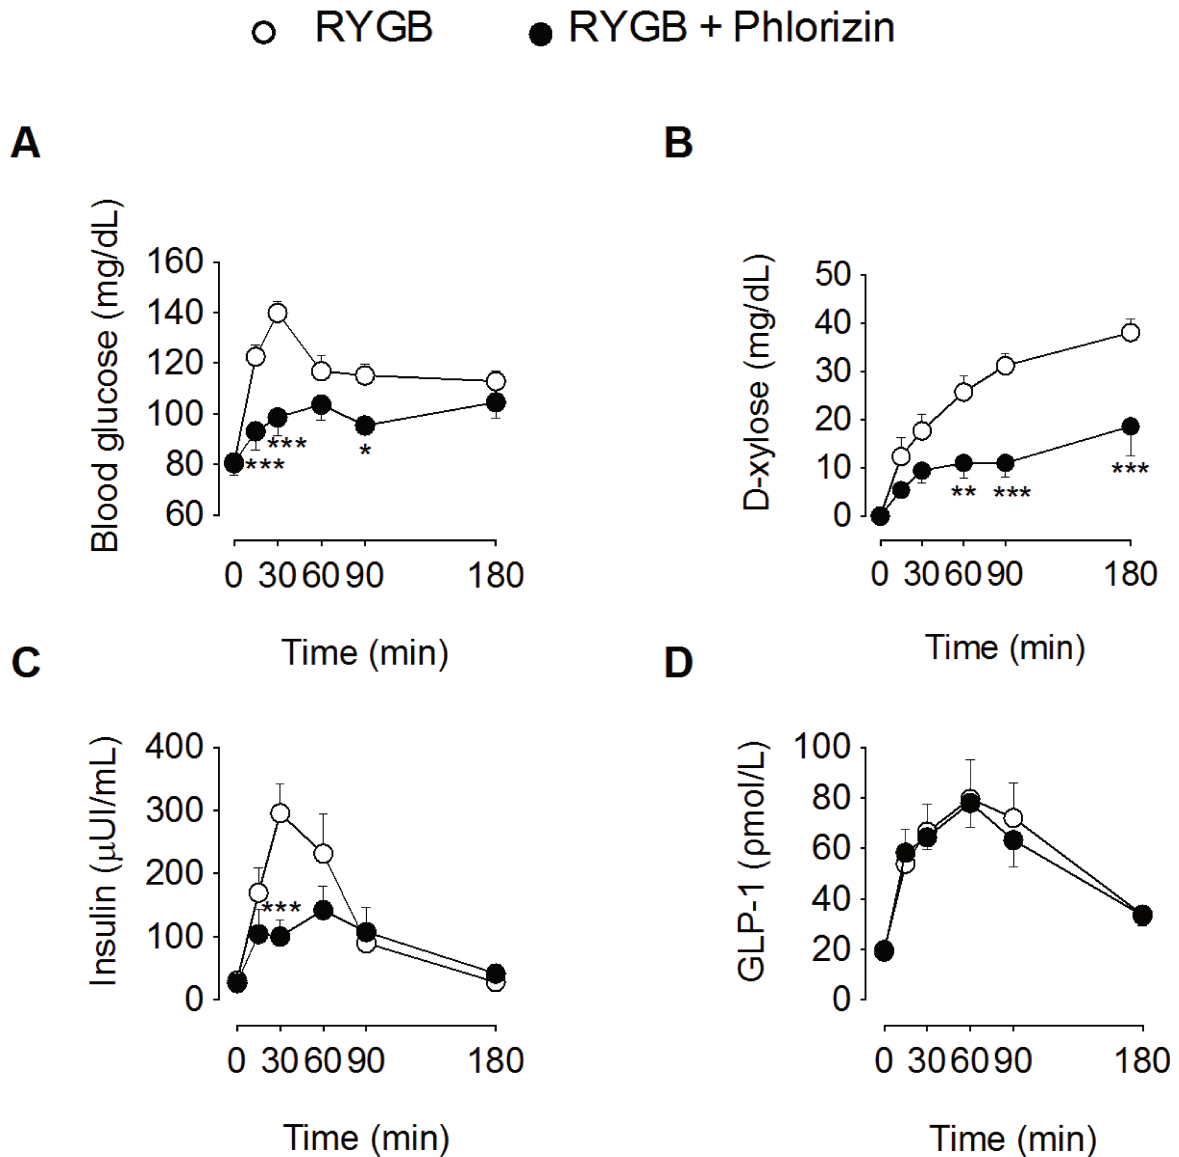 RYGB
RYGB + Phlorizin
A
Blood glucose (mg/dL)
160
140
120
100
80
60
***
***
*
0 30 60 90 180
Time (min)
B
D-xylose (mg/dL)
50
40
30
20
10
0
**
***
***
0 30 60 90 180
Time (min)
C
Insulin (μUI/mL)
400
300
200
100
0
***
0 30 60 90 180
Time (min)
D
GLP-1 (pmol/L)
100
80
60
40
20
0
0 30 60 90 180
Time (min)